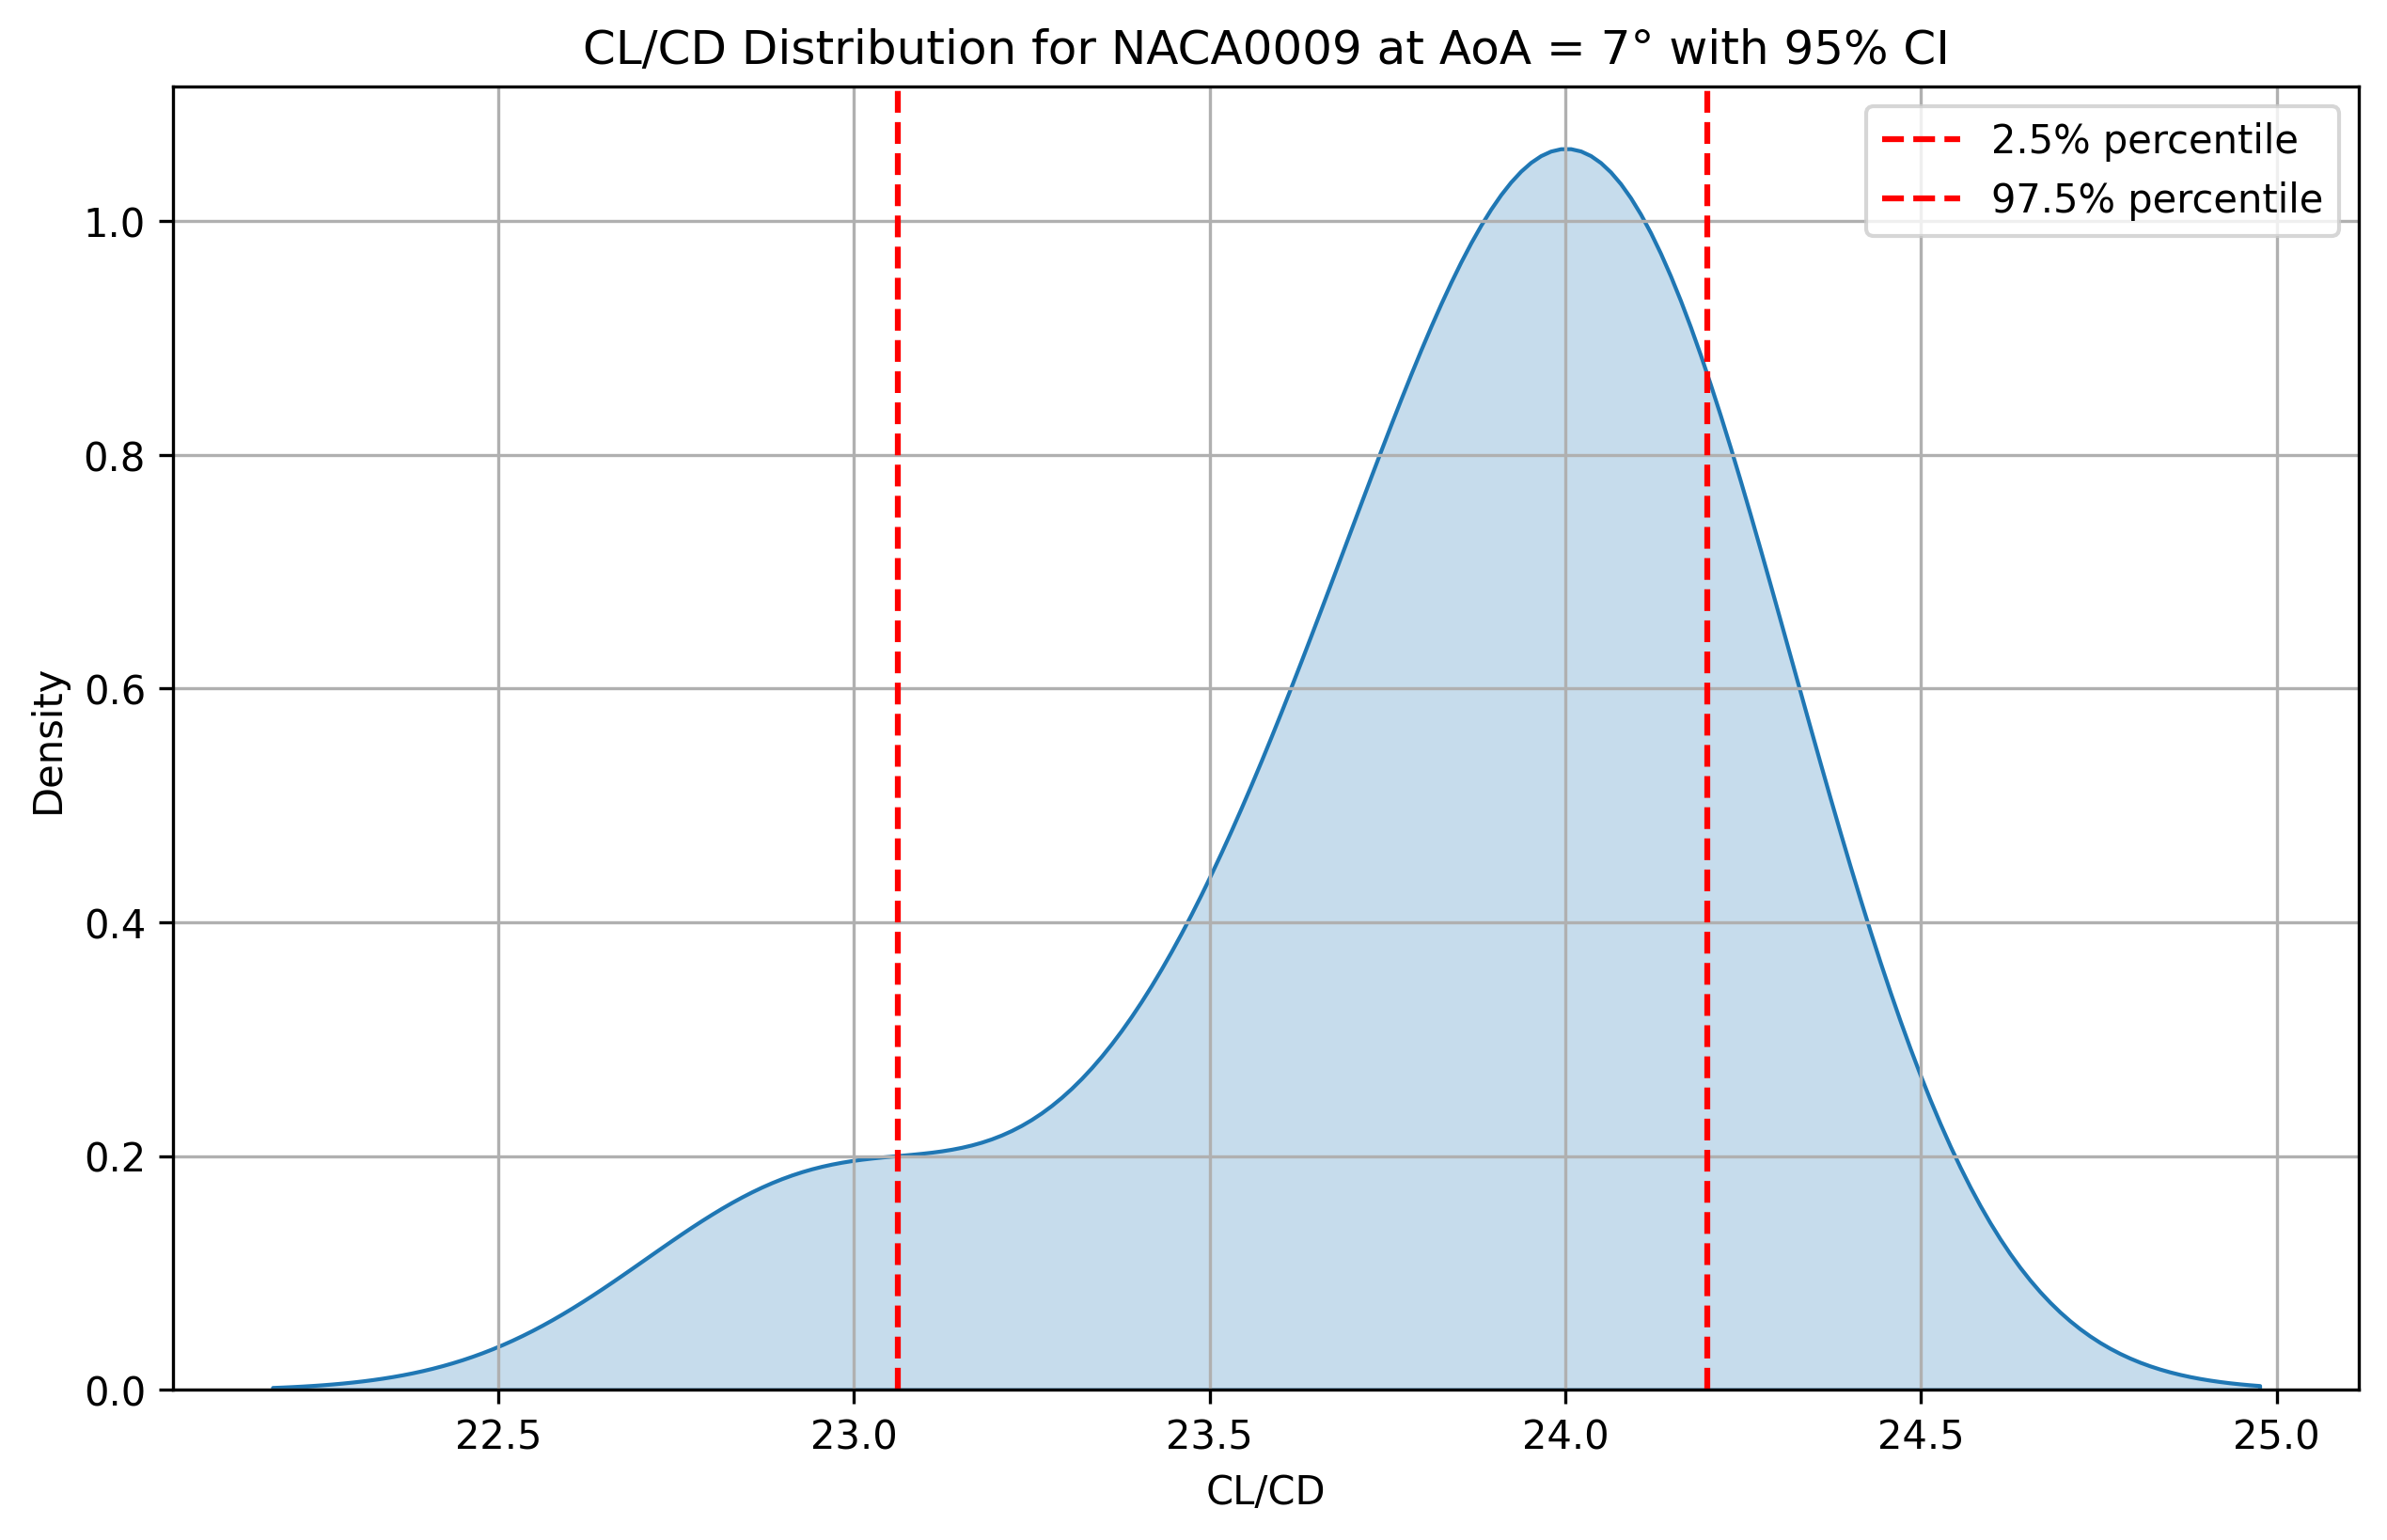 CL/CD Distribution for NACA0009 at AoA = 7° with 95% CI
2.5% percentile
97.5% percentile
1.0
0.8
0.6
0.4
0.2
0.0
Density
22.5 23.0 23.5 24.0 24.5 25.0
CL/CD